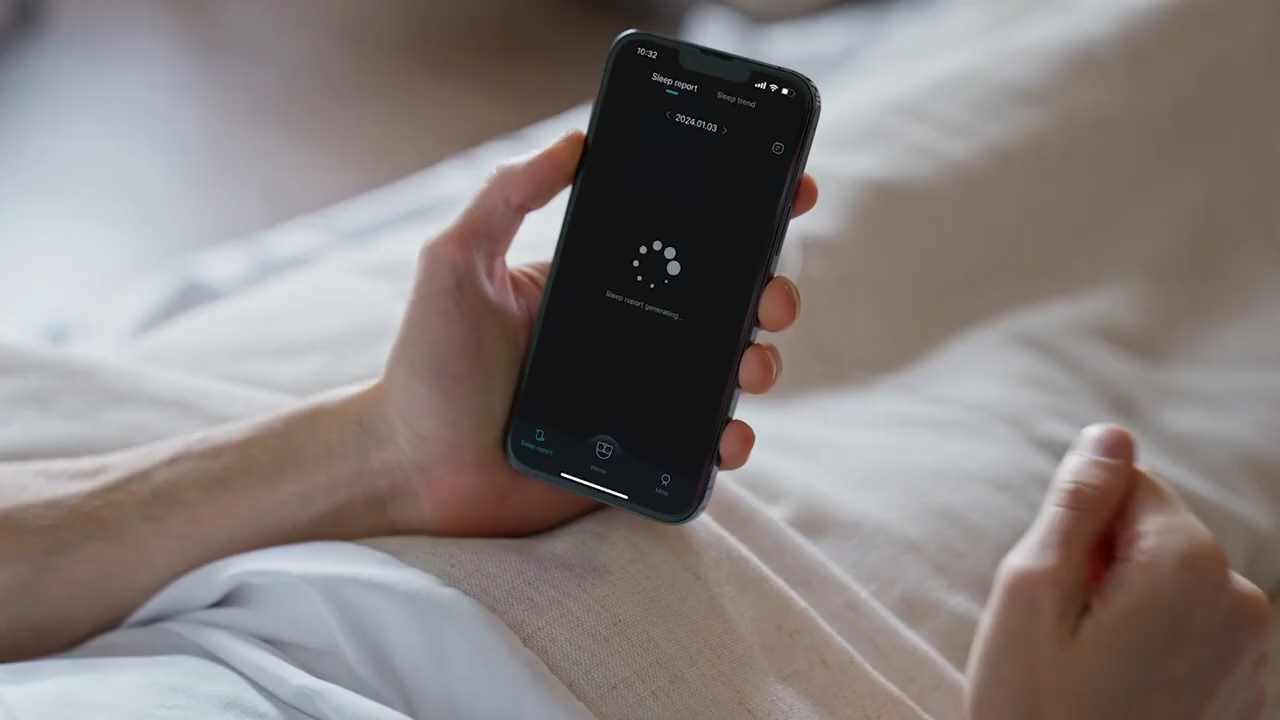 10:32
Sleep report Sleep trend
2024.01.03
Sleep report generating...
Sleep report
Home
Mine